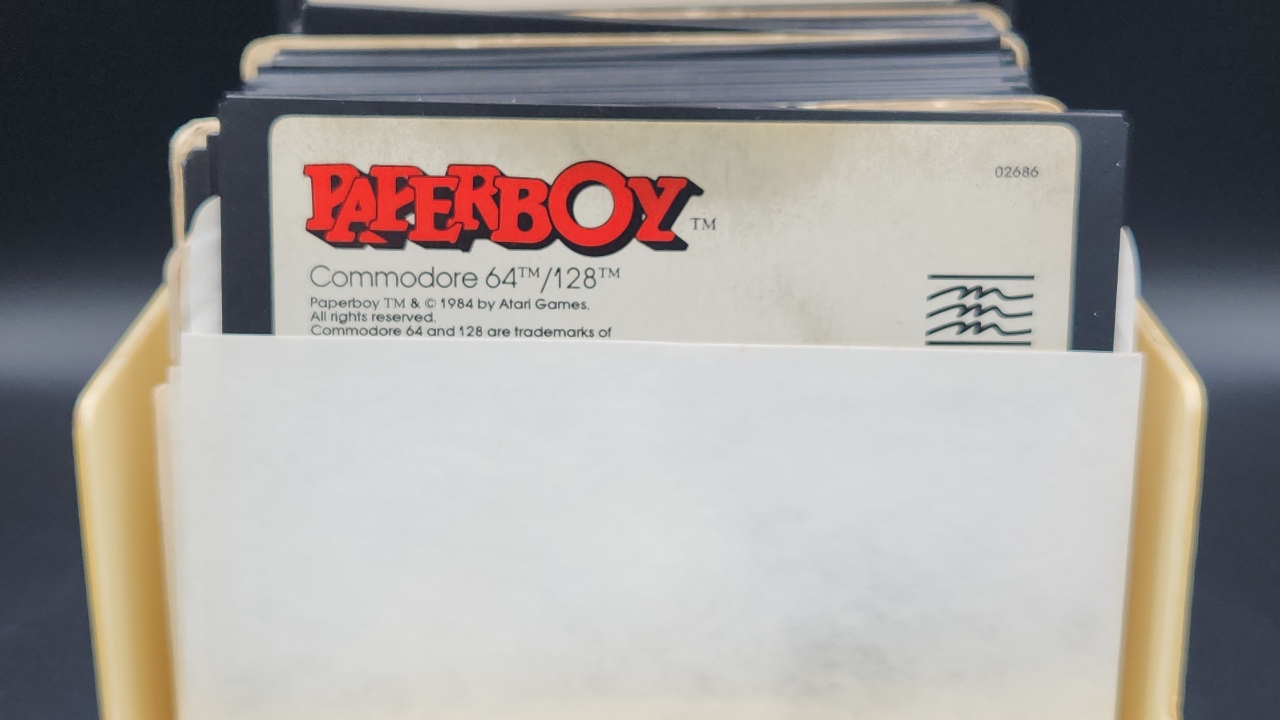 PAPERBOY™
02686
Commodore 64™/128™
Paperboy TM & © 1984 by Atari Games.
All rights reserved.
Commodore 64 and 128 are trademarks of